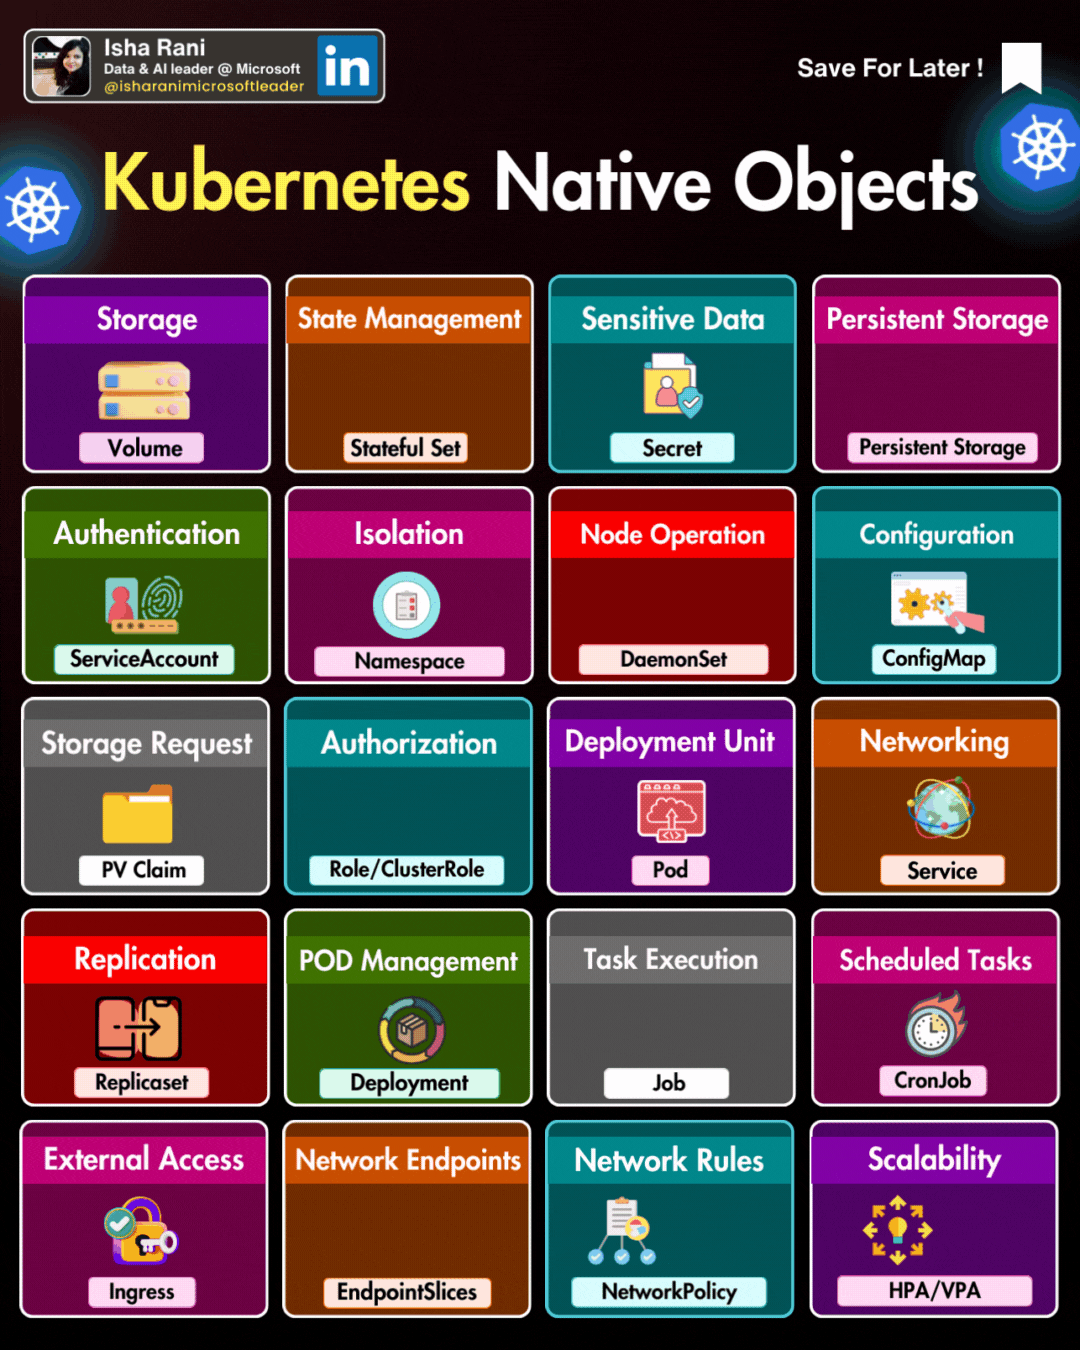 Isha Rani
Data & AI leader @ Microsoft
@isharanimicrosoftleader
in
Save For Later !
Kubernetes Native Objects
Storage
Volume
State Management
Stateful Set
Sensitive Data
Secret
Persistent Storage
Persistent Storage
Authentication
ServiceAccount
Isolation
Namespace
Node Operation
DaemonSet
Configuration
ConfigMap
Storage Request
PV Claim
Authorization
Role/ClusterRole
Deployment Unit
Pod
Networking
Service
Replication
Replicaset
POD Management
Deployment
Task Execution
Job
Scheduled Tasks
CronJob
External Access
Ingress
Network Endpoints
EndpointSlices
Network Rules
NetworkPolicy
Scalability
HPA/VPA